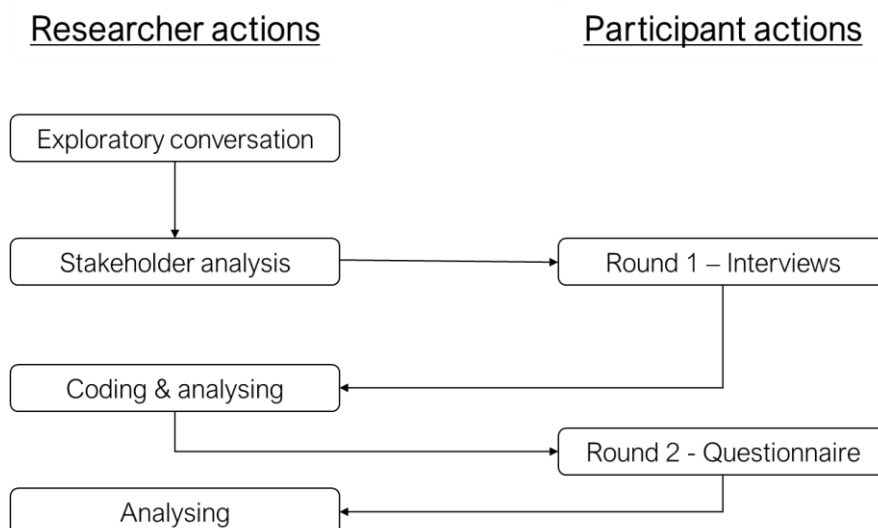 Researcher actions
Participant actions
Exploratory conversation
Stakeholder analysis
Round 1 – Interviews
Coding & analysing
Round 2 - Questionnaire
Analysing